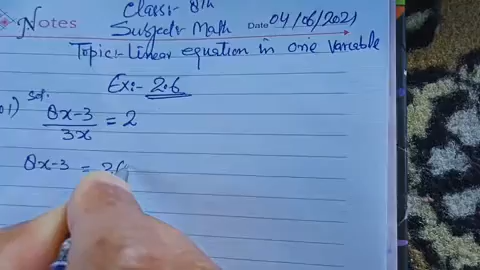 Notes
Class:- 8th
Subject:- Math
Date 04/06/2021
Topic:- Linear equation in one Variable
Ex:- 2.6
Sol:
8x-3/3x = 2
8x-3 = 2(